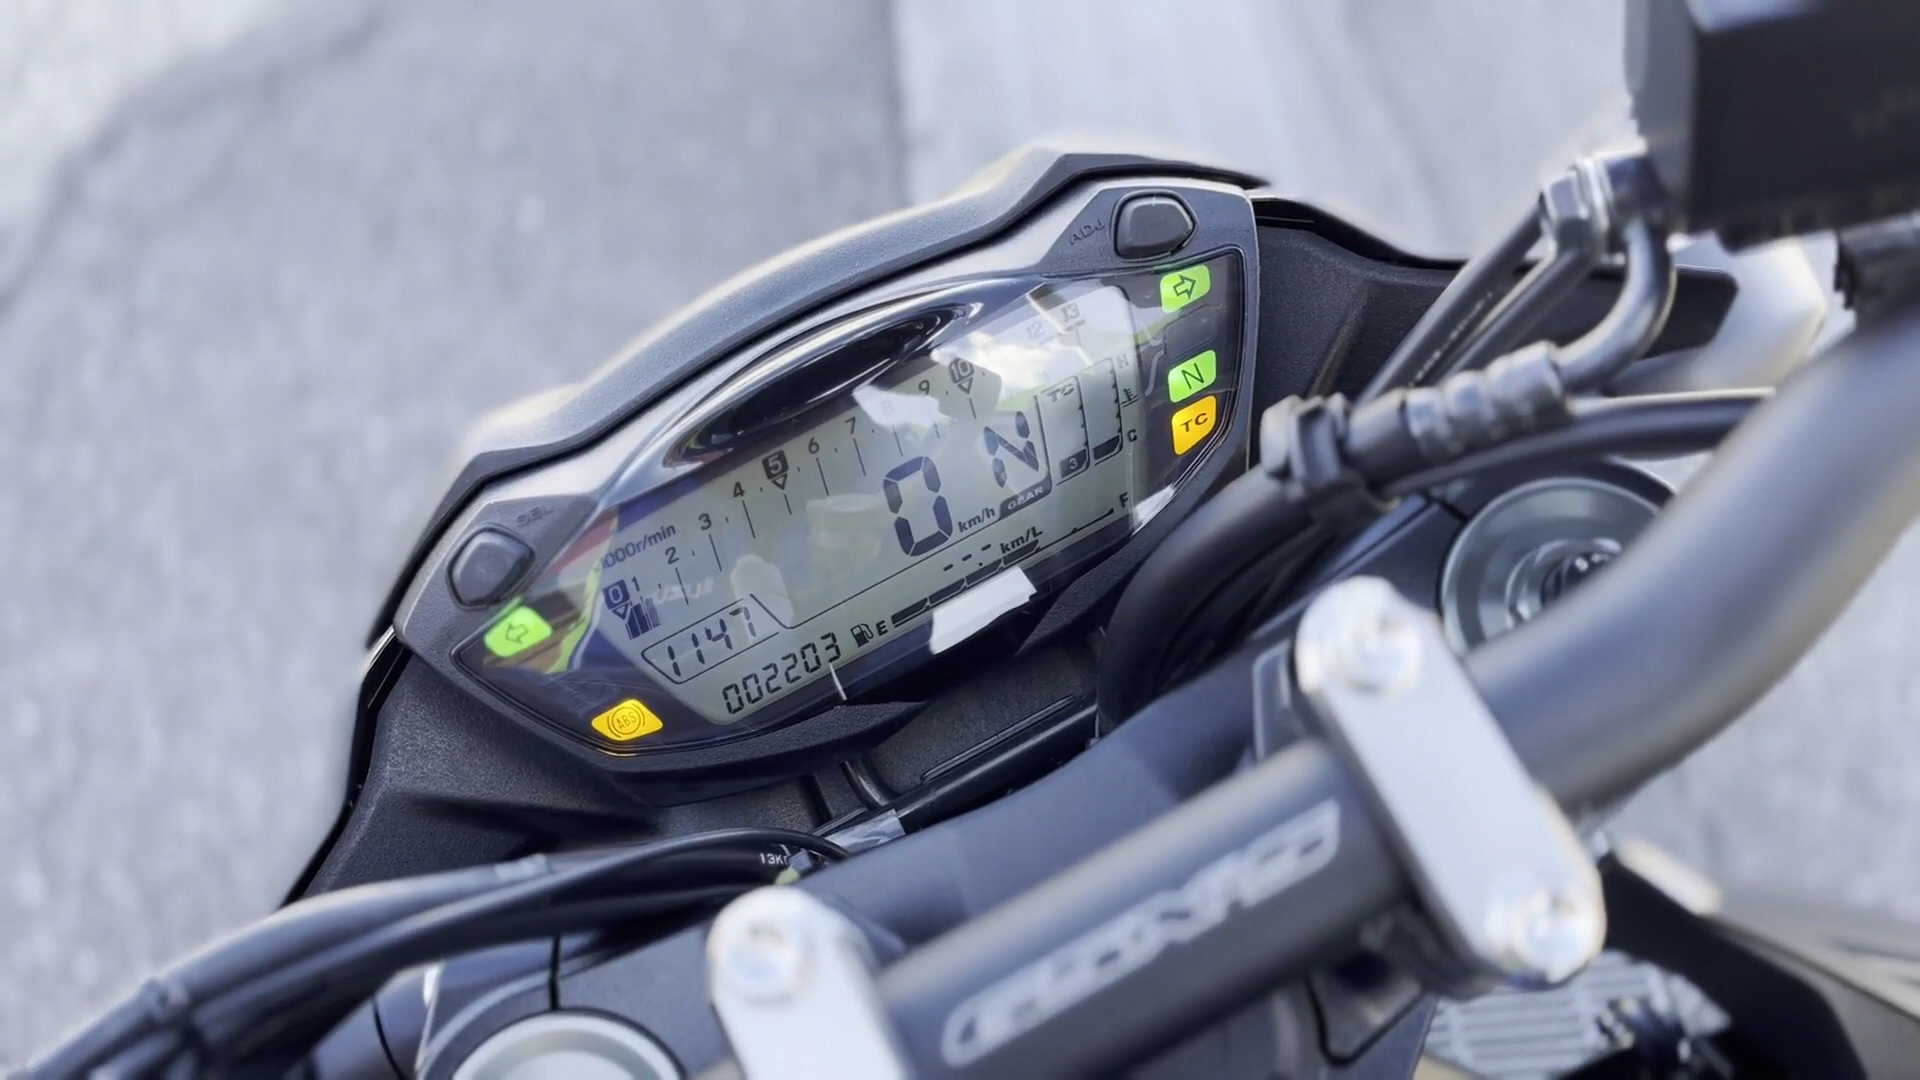 ADJ
SEL
1000r/min
0 1 2 3 4 5 6 7 8 9 10 12 13
TC
H
C
3
N
TC
0 km/h
N
GEAR
--.- km/L
F
1147
002203
E
ABS
13K